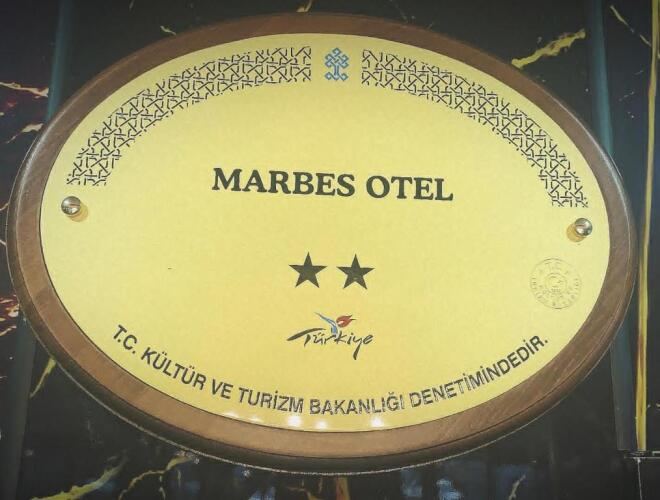 MARBES OTEL
Türkiye
T.C. KÜLTÜR VE TURİZM BAKANLIĞI DENETİMİNDEDİR.